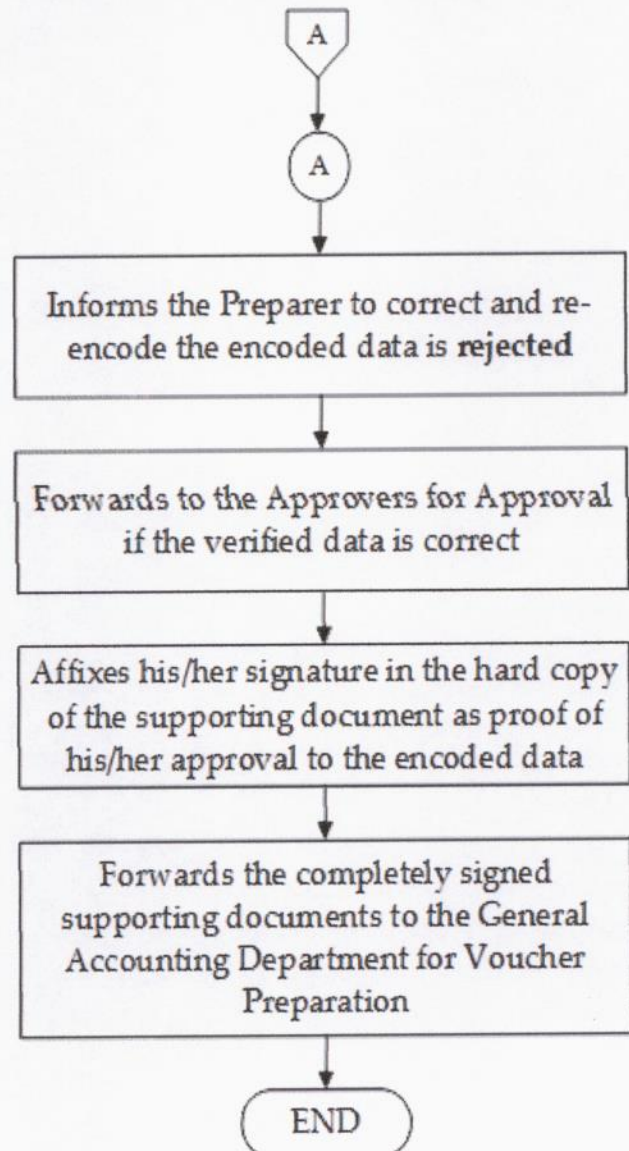 A
A
Informs the Preparer to correct and re-
encode the encoded data is rejected
Forwards to the Approvers for Approval
if the verified data is correct
Affixes his/her signature in the hard copy
of the supporting document as proof of
his/her approval to the encoded data
Forwards the completely signed
supporting documents to the General
Accounting Department for Voucher
Preparation
END